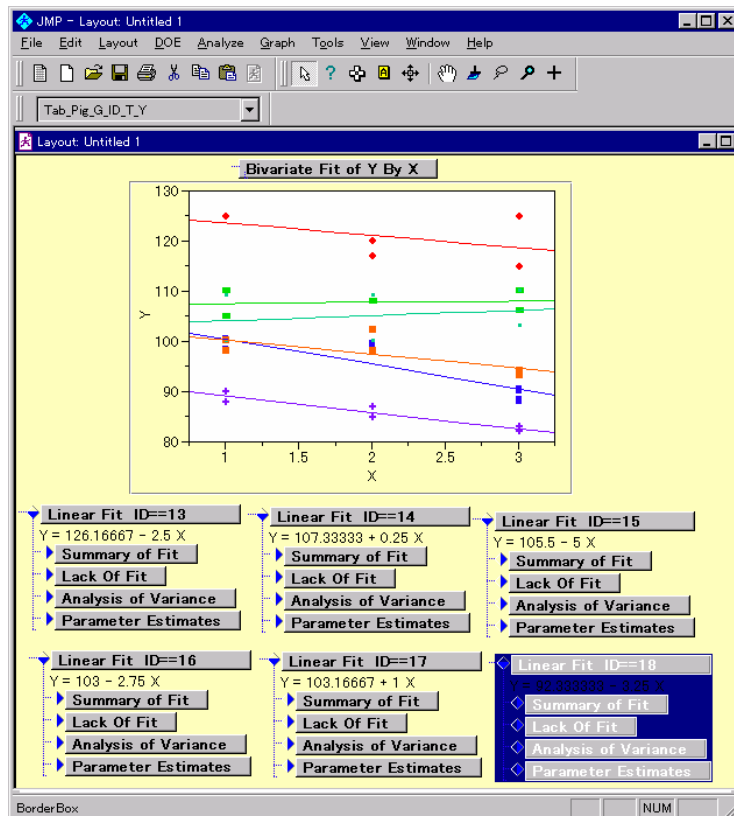 JMP - Layout: Untitled 1
File Edit Layout DOE Analyze Graph Tools View Window Help
Tab_Pig_G_ID_T_Y
Layout: Untitled 1
Bivariate Fit of Y By X
130
120
110
100
90
80
Y
1 1.5 2 2.5 3
X
Linear Fit ID==13
Y = 126.16667 - 2.5 X
Summary of Fit
Lack Of Fit
Analysis of Variance
Parameter Estimates
Linear Fit ID==14
Y = 107.33333 + 0.25 X
Summary of Fit
Lack Of Fit
Analysis of Variance
Parameter Estimates
Linear Fit ID==15
Y = 105.5 - 5 X
Summary of Fit
Lack Of Fit
Analysis of Variance
Parameter Estimates
Linear Fit ID==16
Y = 103 - 2.75 X
Summary of Fit
Lack Of Fit
Analysis of Variance
Parameter Estimates
Linear Fit ID==17
Y = 103.16667 + 1 X
Summary of Fit
Lack Of Fit
Analysis of Variance
Parameter Estimates
Linear Fit ID==18
Y = 92.333333 - 3.25 X
Summary of Fit
Lack Of Fit
Analysis of Variance
Parameter Estimates
BorderBox
NUM